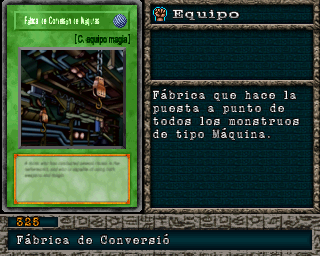 Fábrica de Conversión de Máquinas
[C. equipo magia]
Equipo
Fábrica que hace la
puesta a punto de
todos los monstruos
de tipo Máquina.
325
Fábrica de Conversió